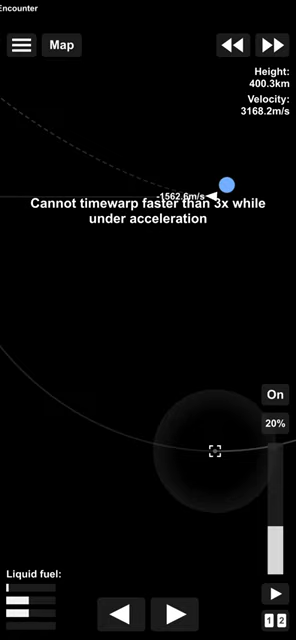 Encounter
Map
Height:
400.3km
Velocity:
3168.2m/s
-1562.6m/s
Cannot timewarp faster than 3x while
under acceleration
On
20%
Liquid fuel:
1 2